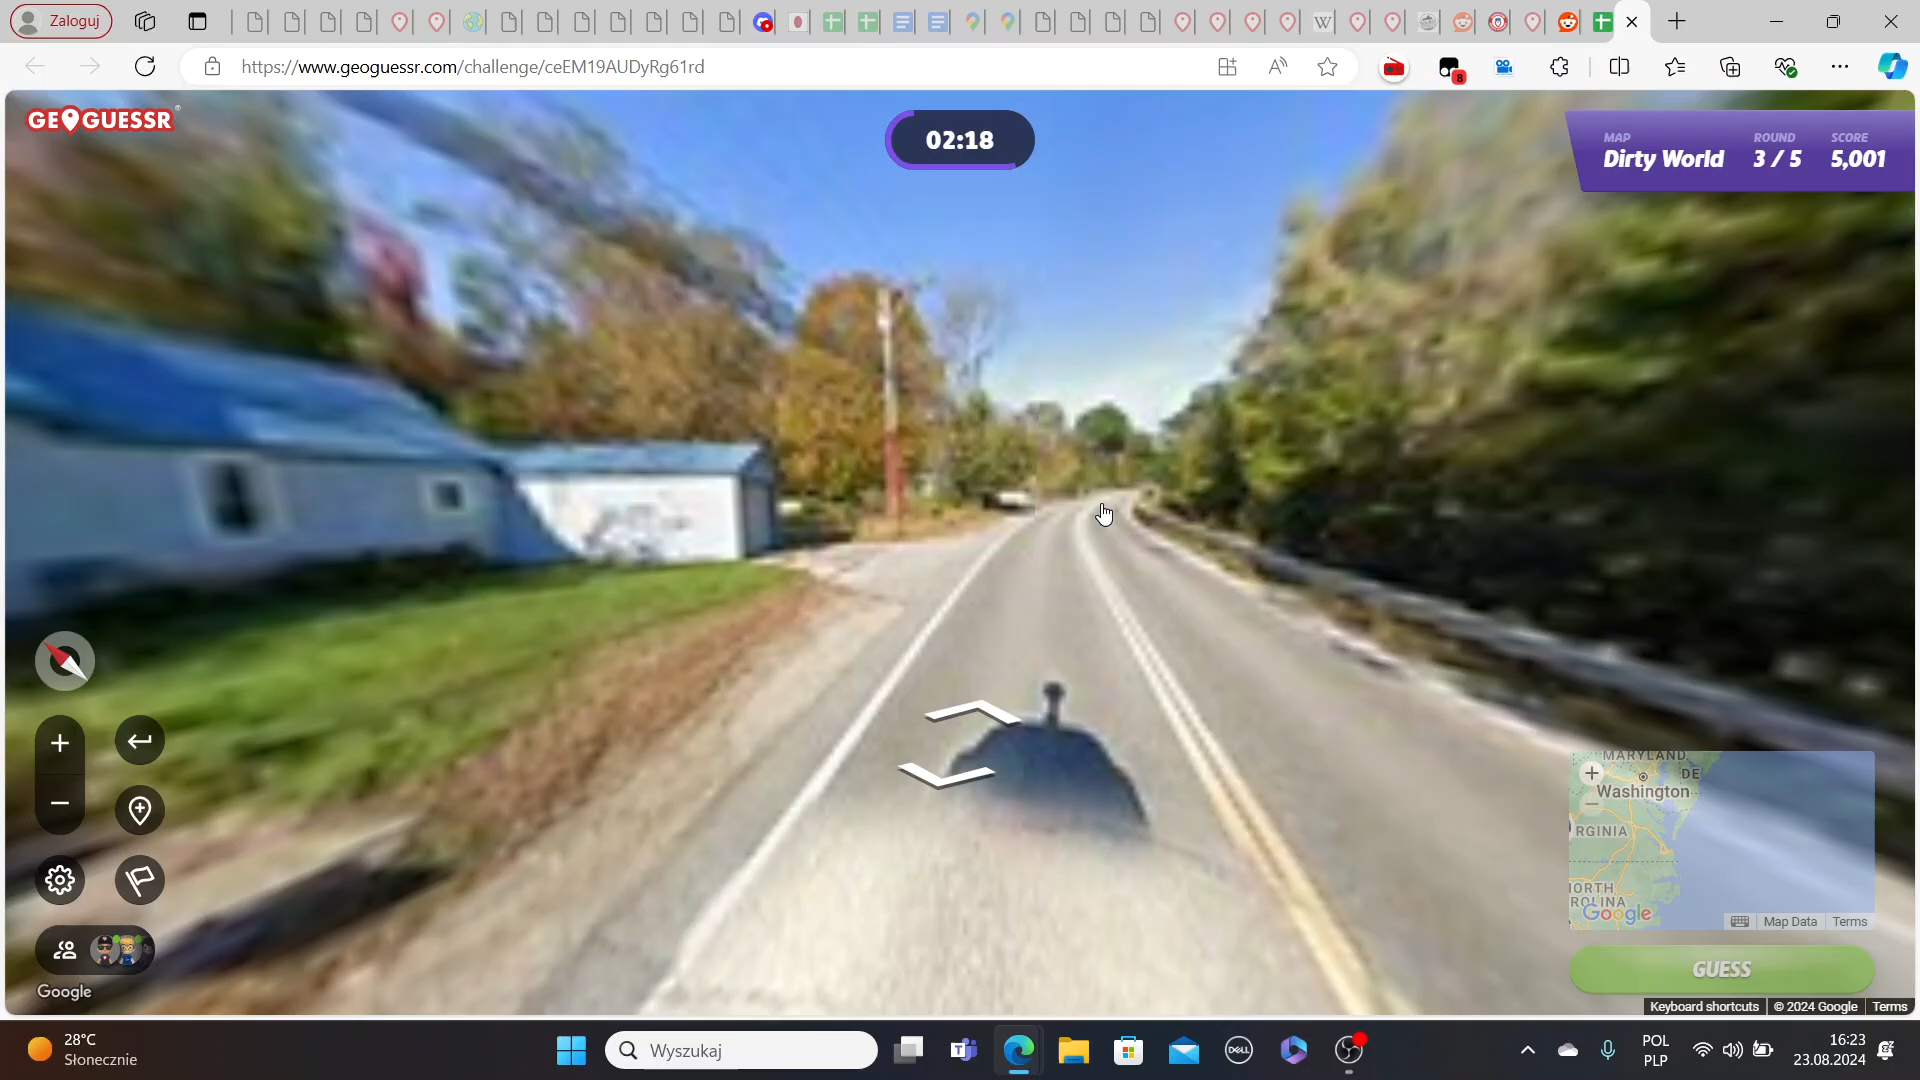 Zaloguj
https://www.geoguessr.com/challenge/ceEM19AUDyRg61rd
8
GEOGUESSR
02:18
MAP ROUND SCORE
Dirty World 3 / 5 5,001
MARYLAND
DE
Washington
RGINIA
IORTH
ROLINA
Google
Map Data Terms
GUESS
Google
Keyboard shortcuts © 2024 Google Terms
28°C
Słonecznie
Wyszukaj
DELL
POL
PLP
16:23
23.08.2024